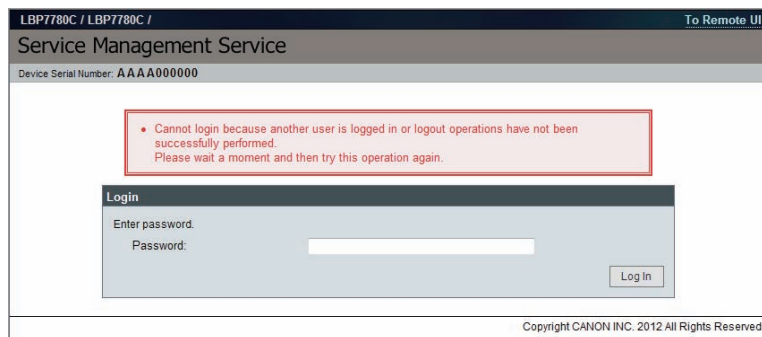 LBP7780C / LBP7780C / To Remote UI
Service Management Service
Device Serial Number: AAAA000000
• Cannot login because another user is logged in or logout operations have not been
successfully performed.
Please wait a moment and then try this operation again.
Login
Enter password.
Password:
Log In
Copyright CANON INC. 2012 All Rights Reserved